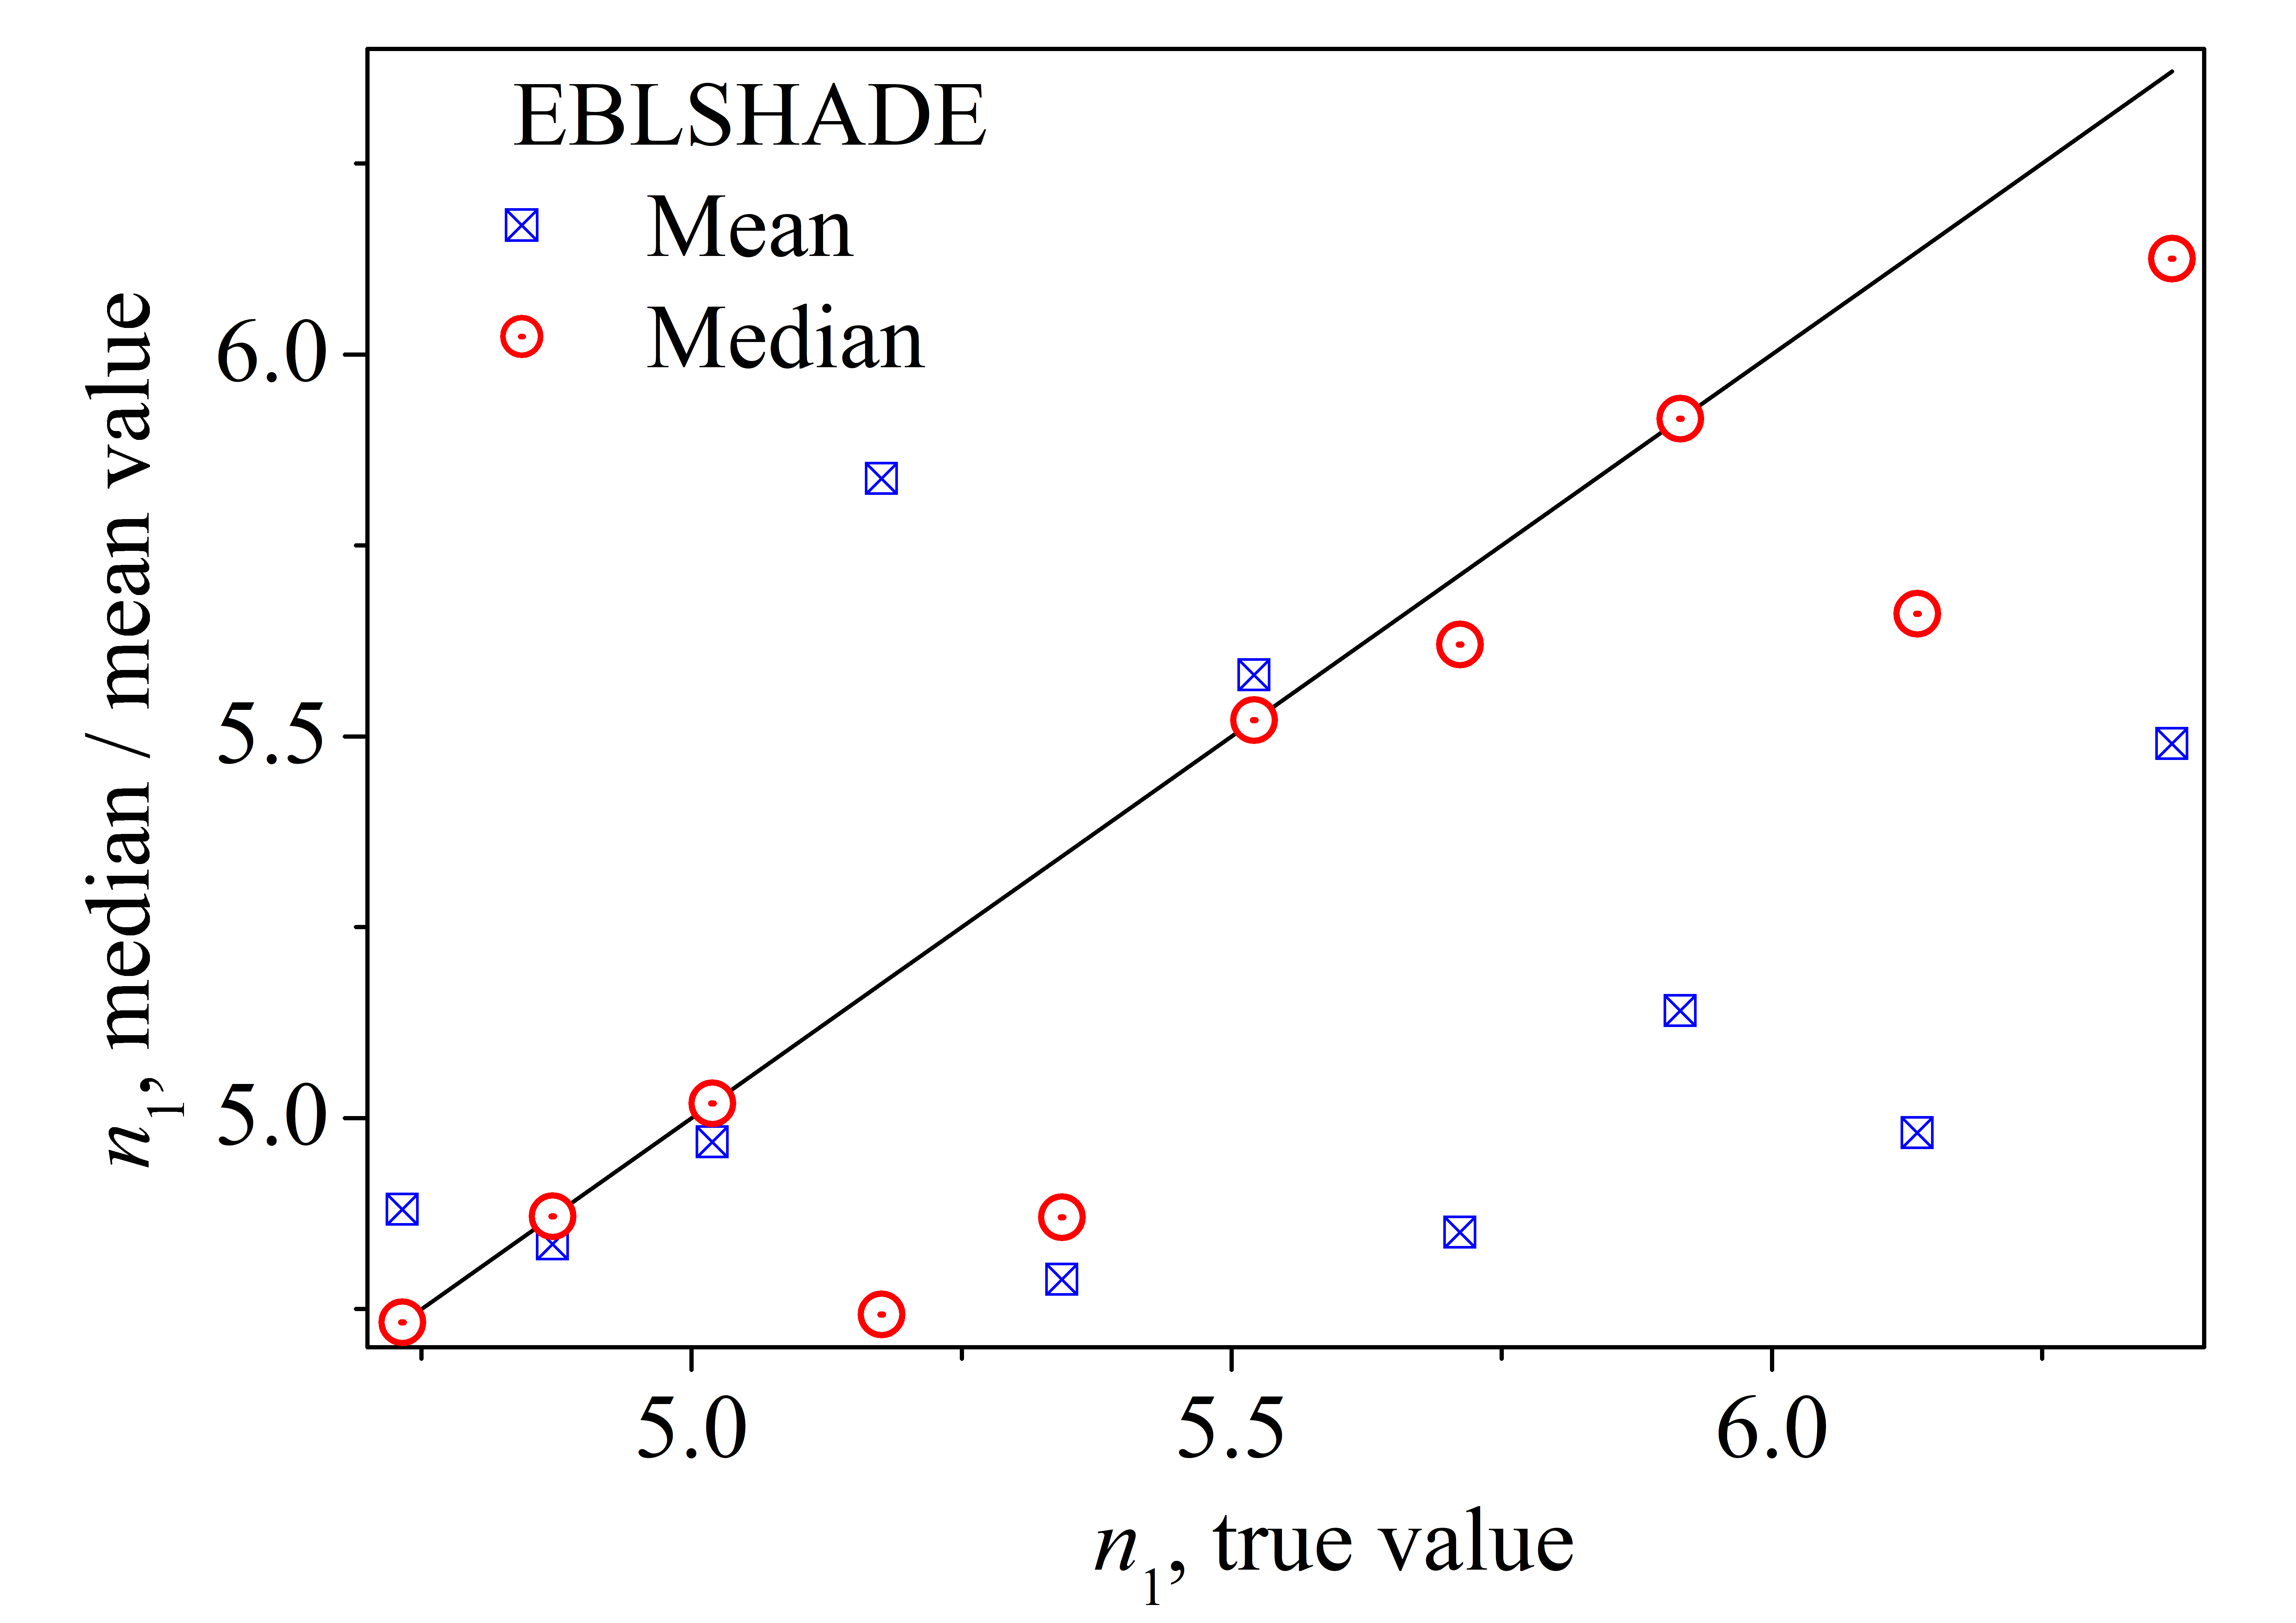 EBLSHADE
Mean
Median
n1, median / mean value
6.0
5.5
5.0
5.0 5.5 6.0
n1, true value